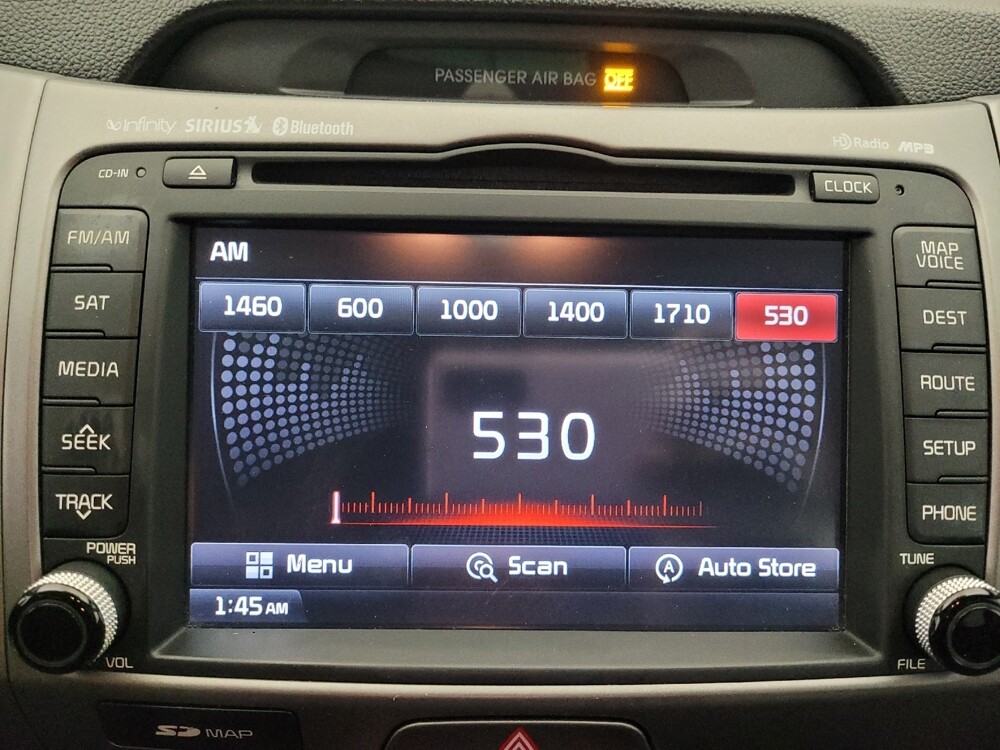 PASSENGER AIR BAG OFF
Infinity SIRIUS Bluetooth
HD Radio MP3
CD-IN
CLOCK
FM/AM
SAT
MEDIA
SEEK
TRACK
POWER
PUSH
VOL
AM
1460 600 1000 1400 1710 530
530
Menu Scan Auto Store
1:45 AM
MAP
VOICE
DEST
ROUTE
SETUP
PHONE
TUNE
FILE
SD MAP